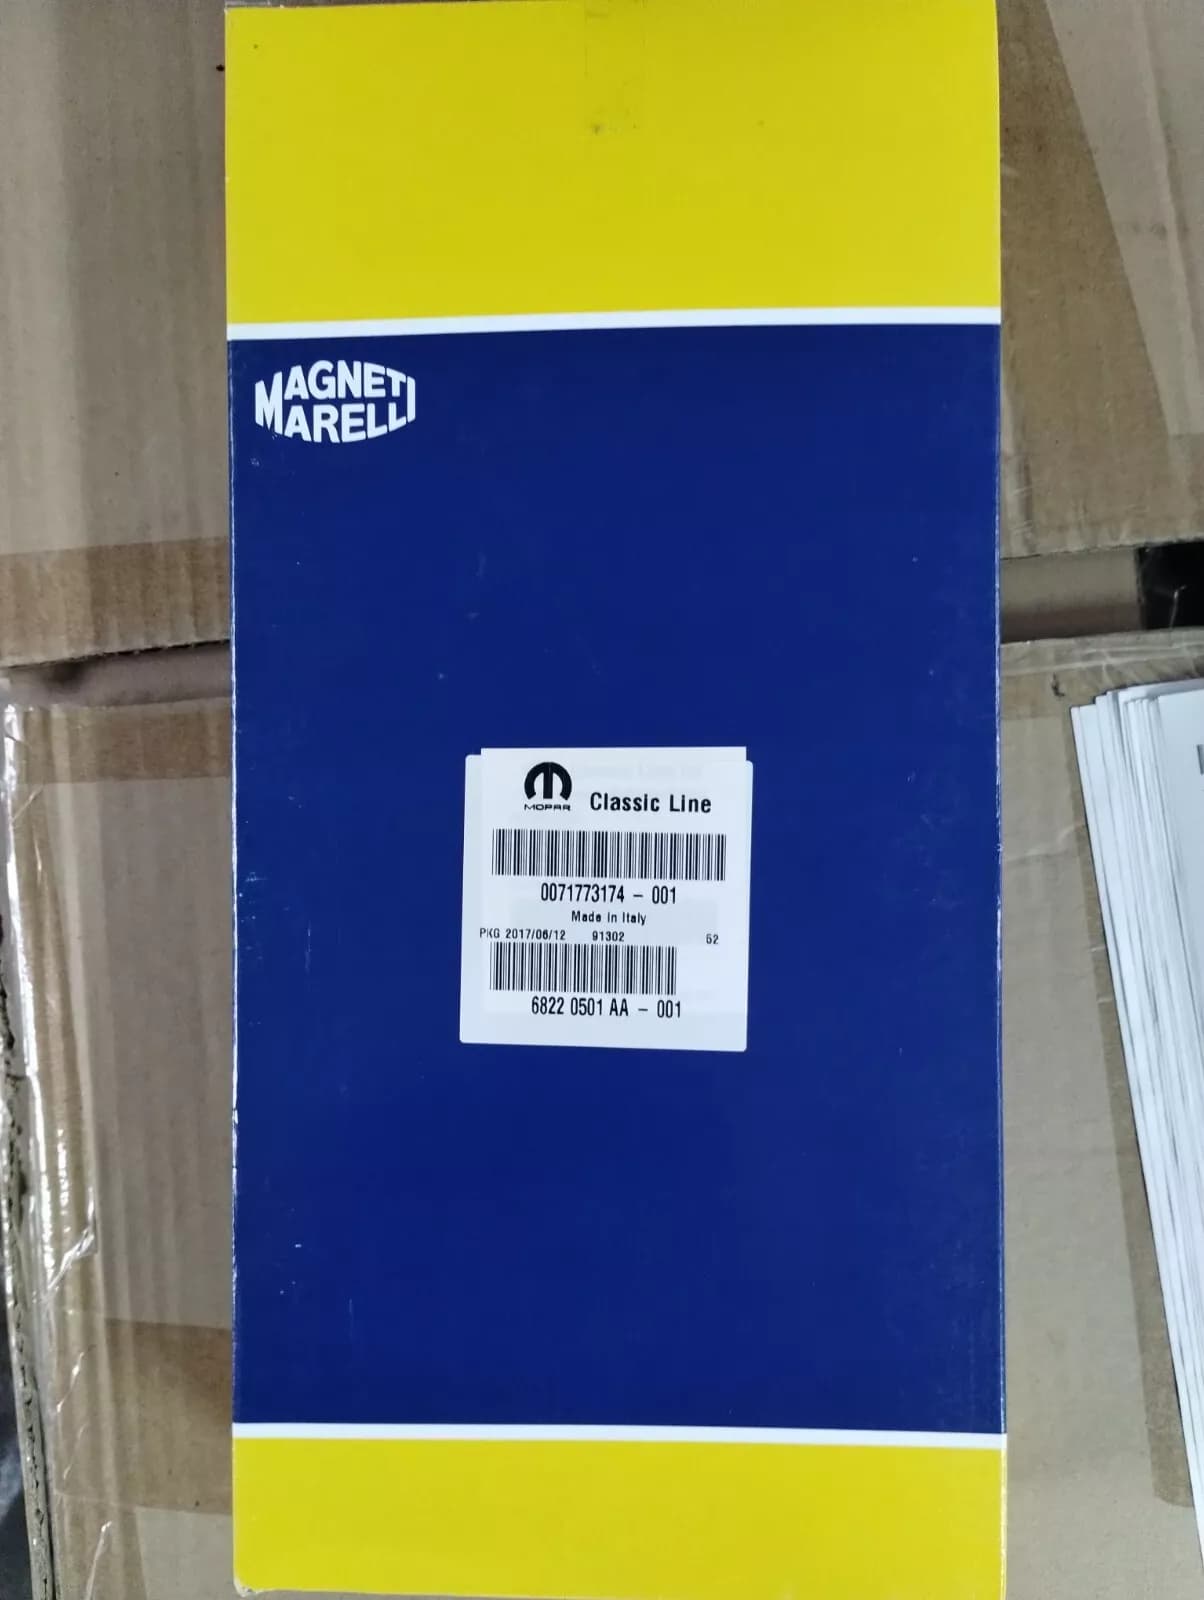 MAGNETI
MARELLI
MOPAR Classic Line
0071773174 - 001
Made in Italy
PKG 2017/06/12 91302 52
6822 0501 AA - 001